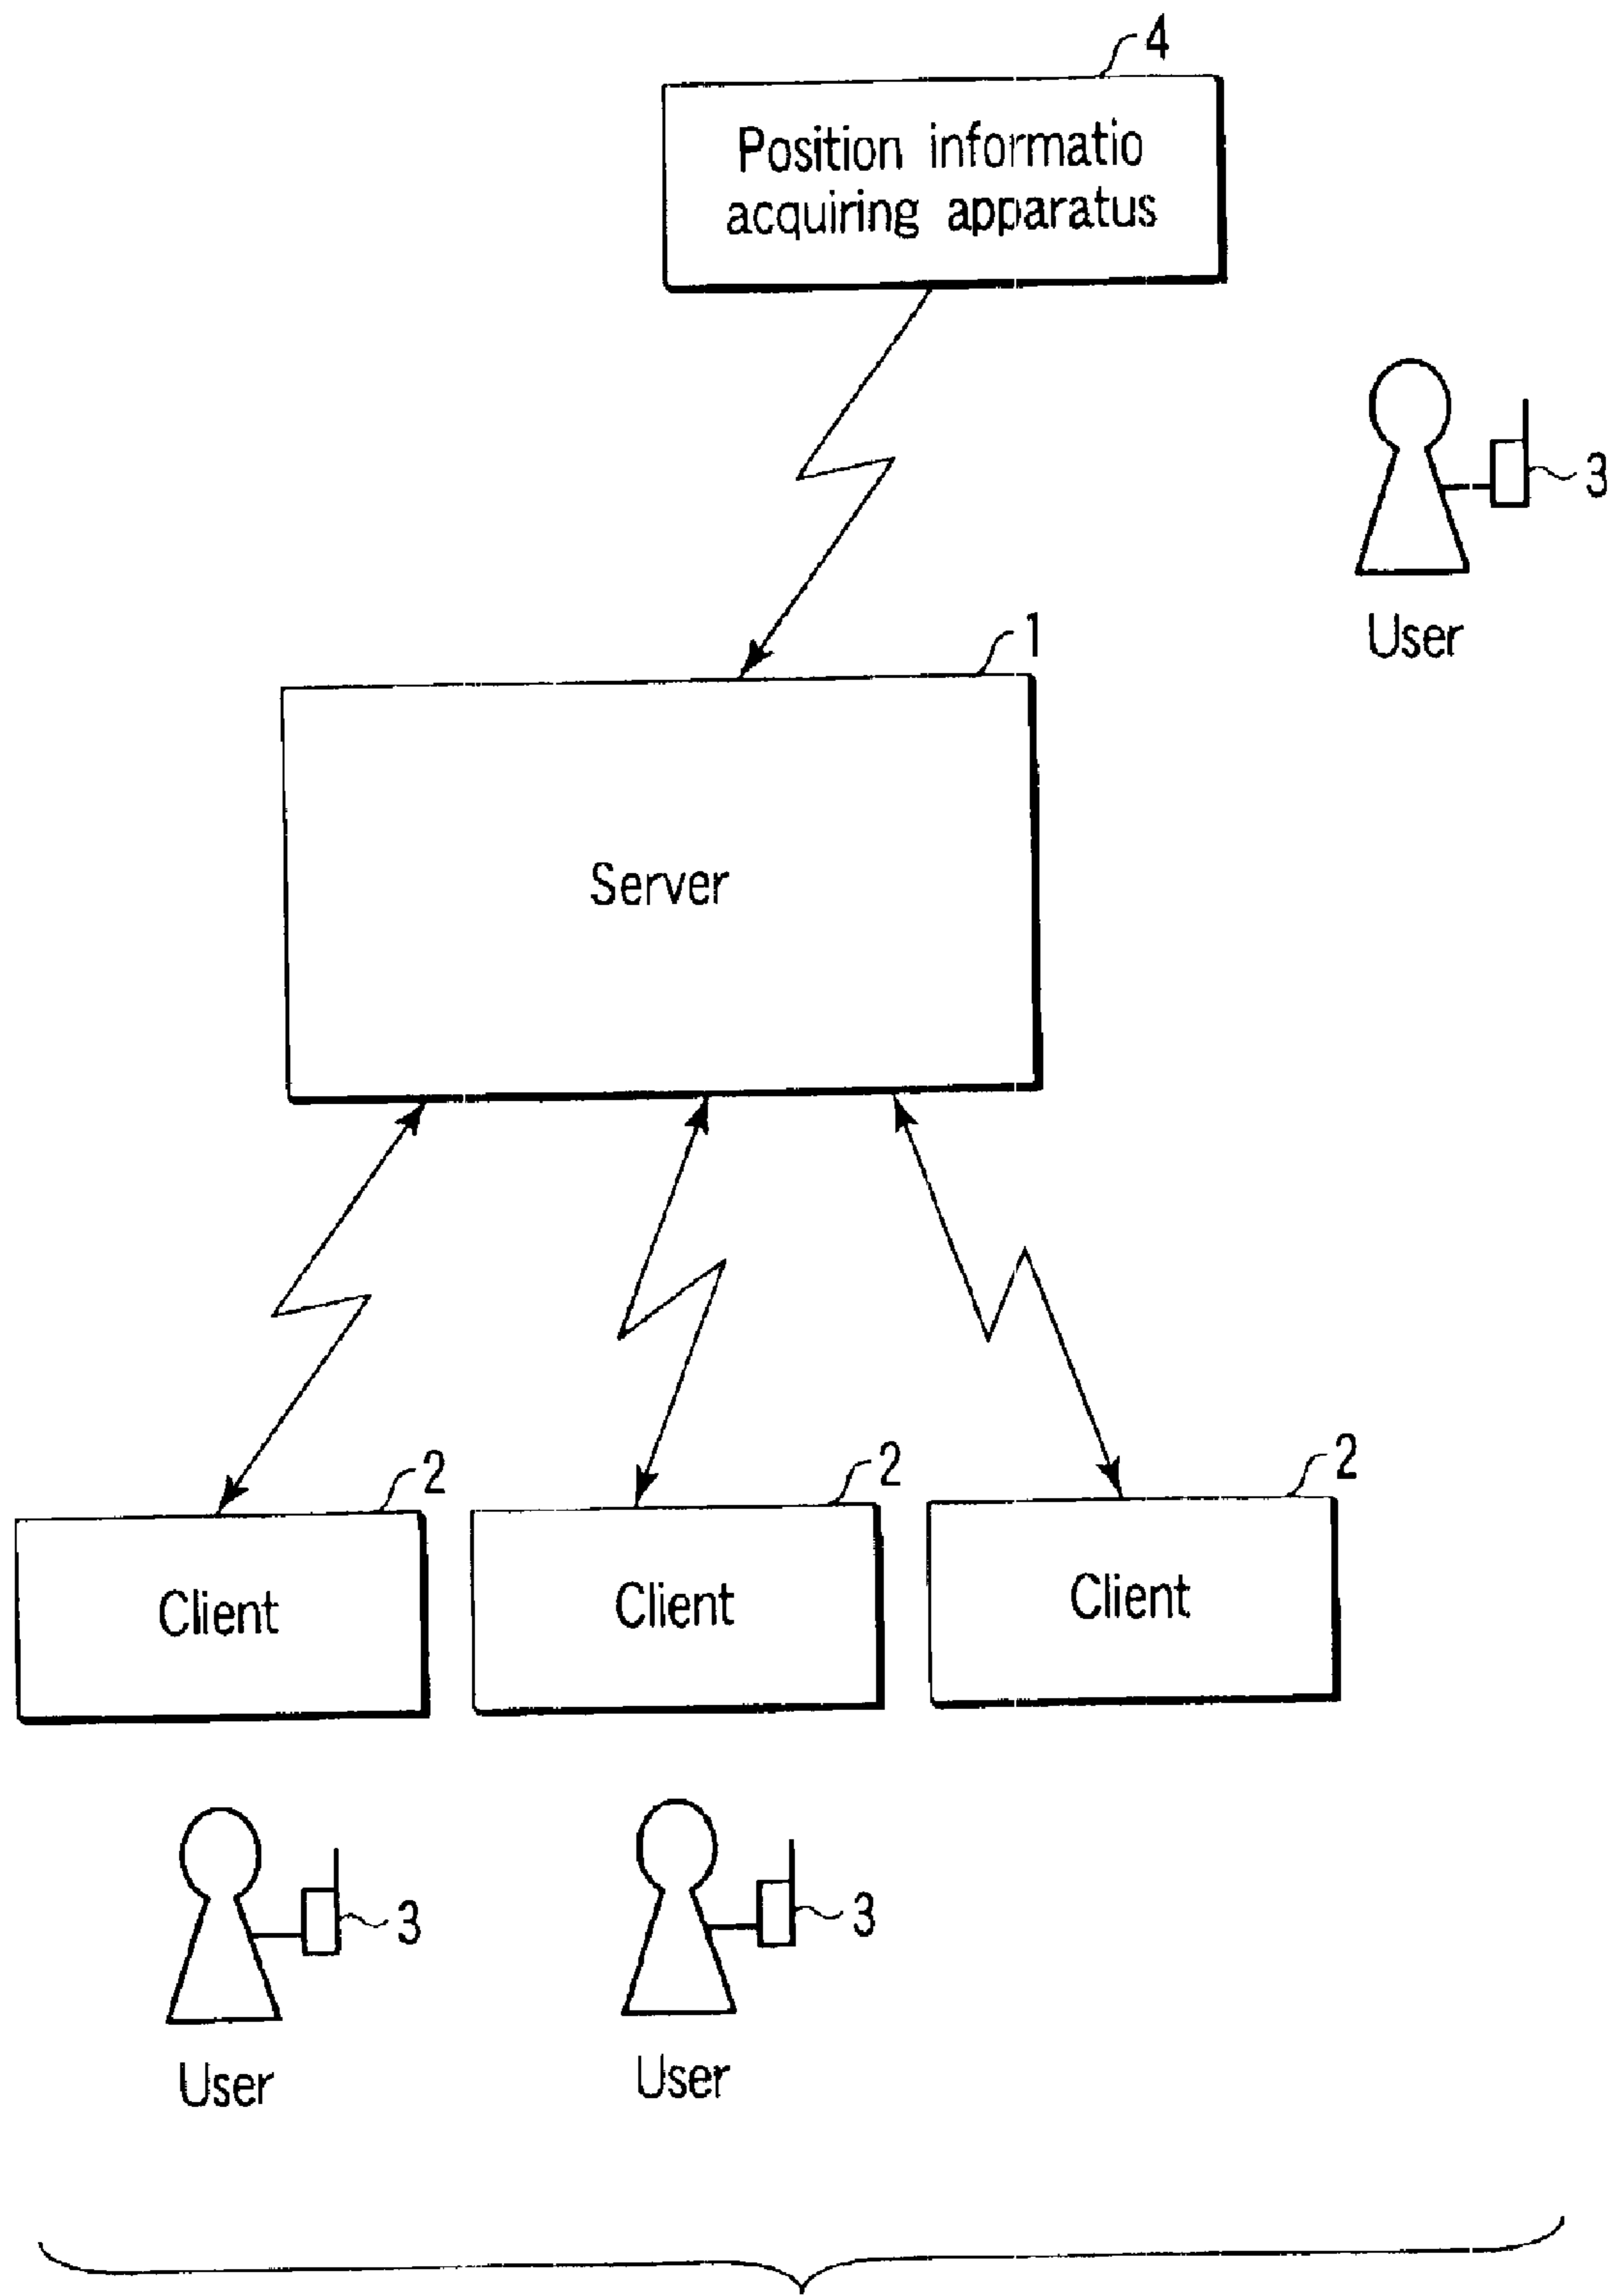 4
Position informatio
acquiring apparatus
3
User
1
Server
2
2
2
Client
Client
Client
3
3
User
User